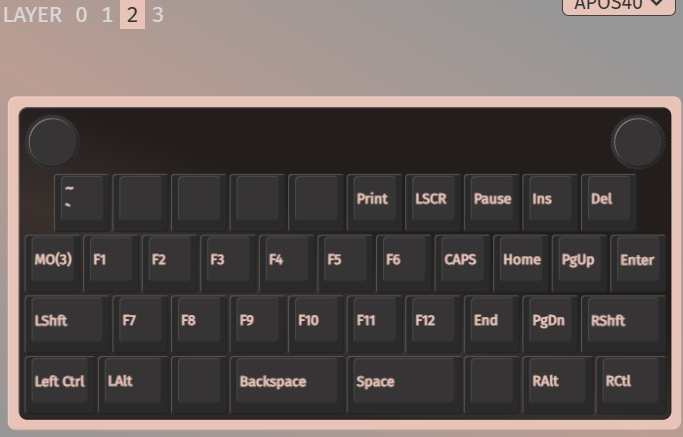 LAYER 0 1 2 3
APOS40
~
`
Print LSCR Pause Ins Del
MO(3) F1 F2 F3 F4 F5 F6 CAPS Home PgUp Enter
LShft F7 F8 F9 F10 F11 F12 End PgDn RShft
Left Ctrl LAlt Backspace Space RAlt RCtl